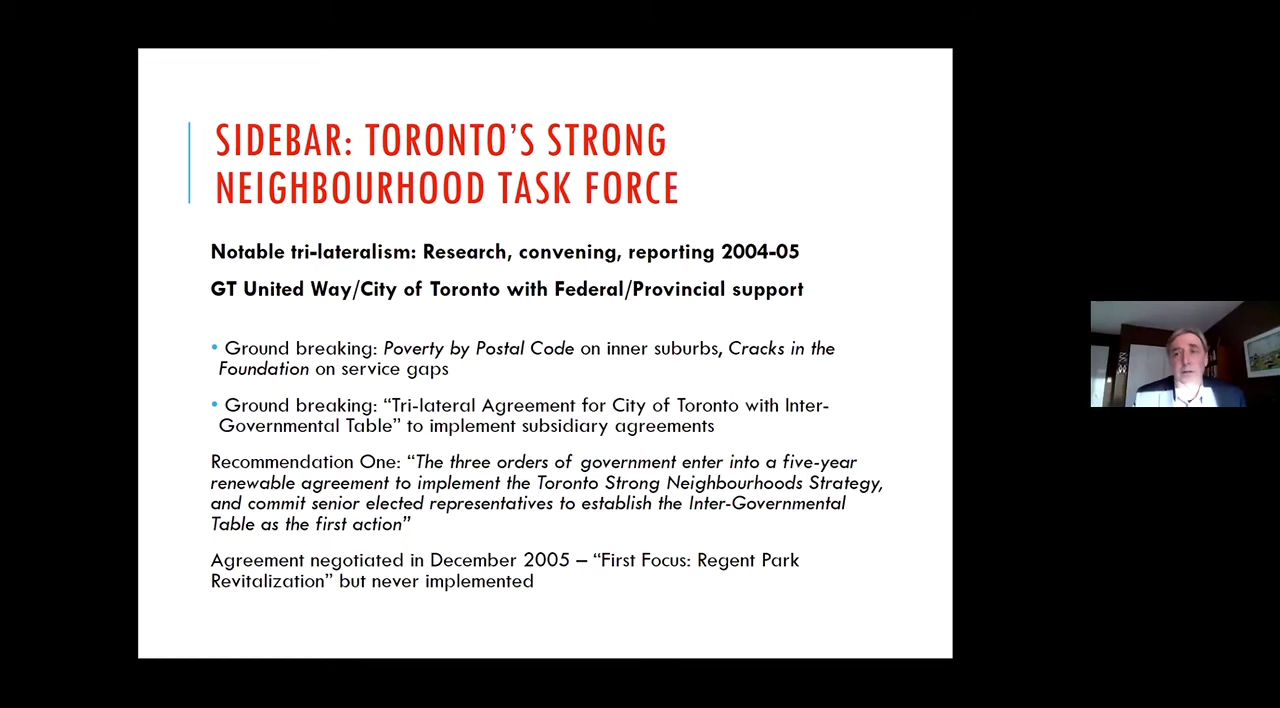 SIDEBAR: TORONTO’S STRONG
NEIGHBOURHOOD TASK FORCE
Notable tri-lateralism: Research, convening, reporting 2004-05
GT United Way/City of Toronto with Federal/Provincial support
• Ground breaking: Poverty by Postal Code on inner suburbs, Cracks in the
Foundation on service gaps
• Ground breaking: “Tri-lateral Agreement for City of Toronto with Inter-
Governmental Table” to implement subsidiary agreements
Recommendation One: “The three orders of government enter into a five-year
renewable agreement to implement the Toronto Strong Neighbourhoods Strategy,
and commit senior elected representatives to establish the Inter-Governmental
Table as the first action”
Agreement negotiated in December 2005 – “First Focus: Regent Park
Revitalization” but never implemented